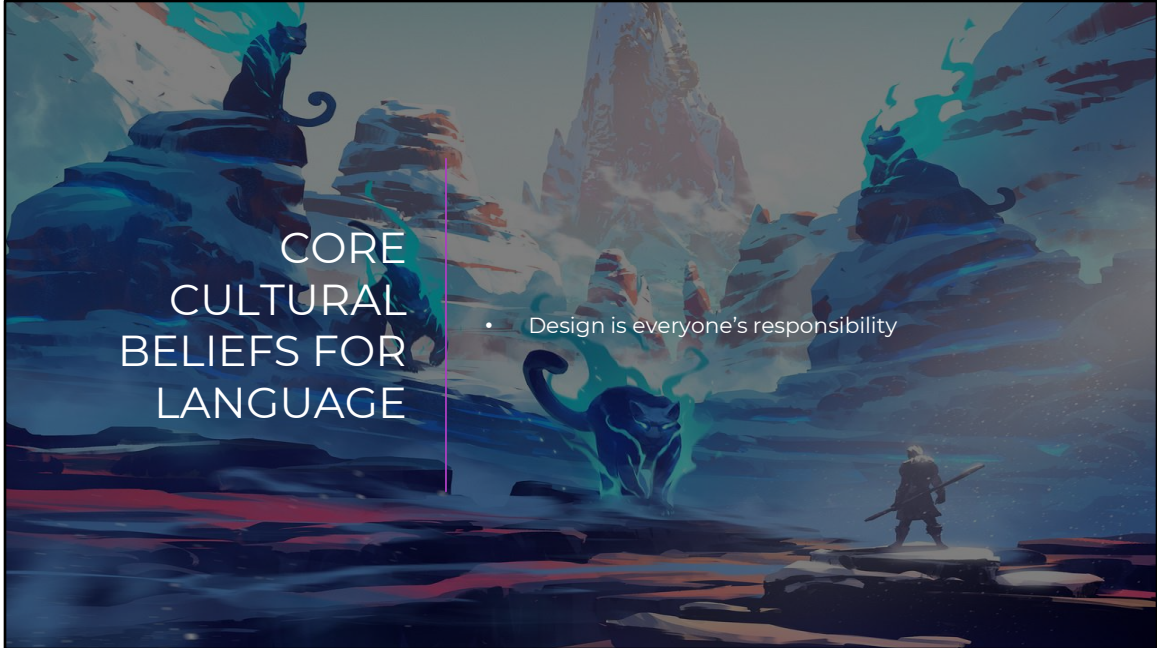 CORE
CULTURAL
BELIEFS FOR
LANGUAGE
• Design is everyone’s responsibility